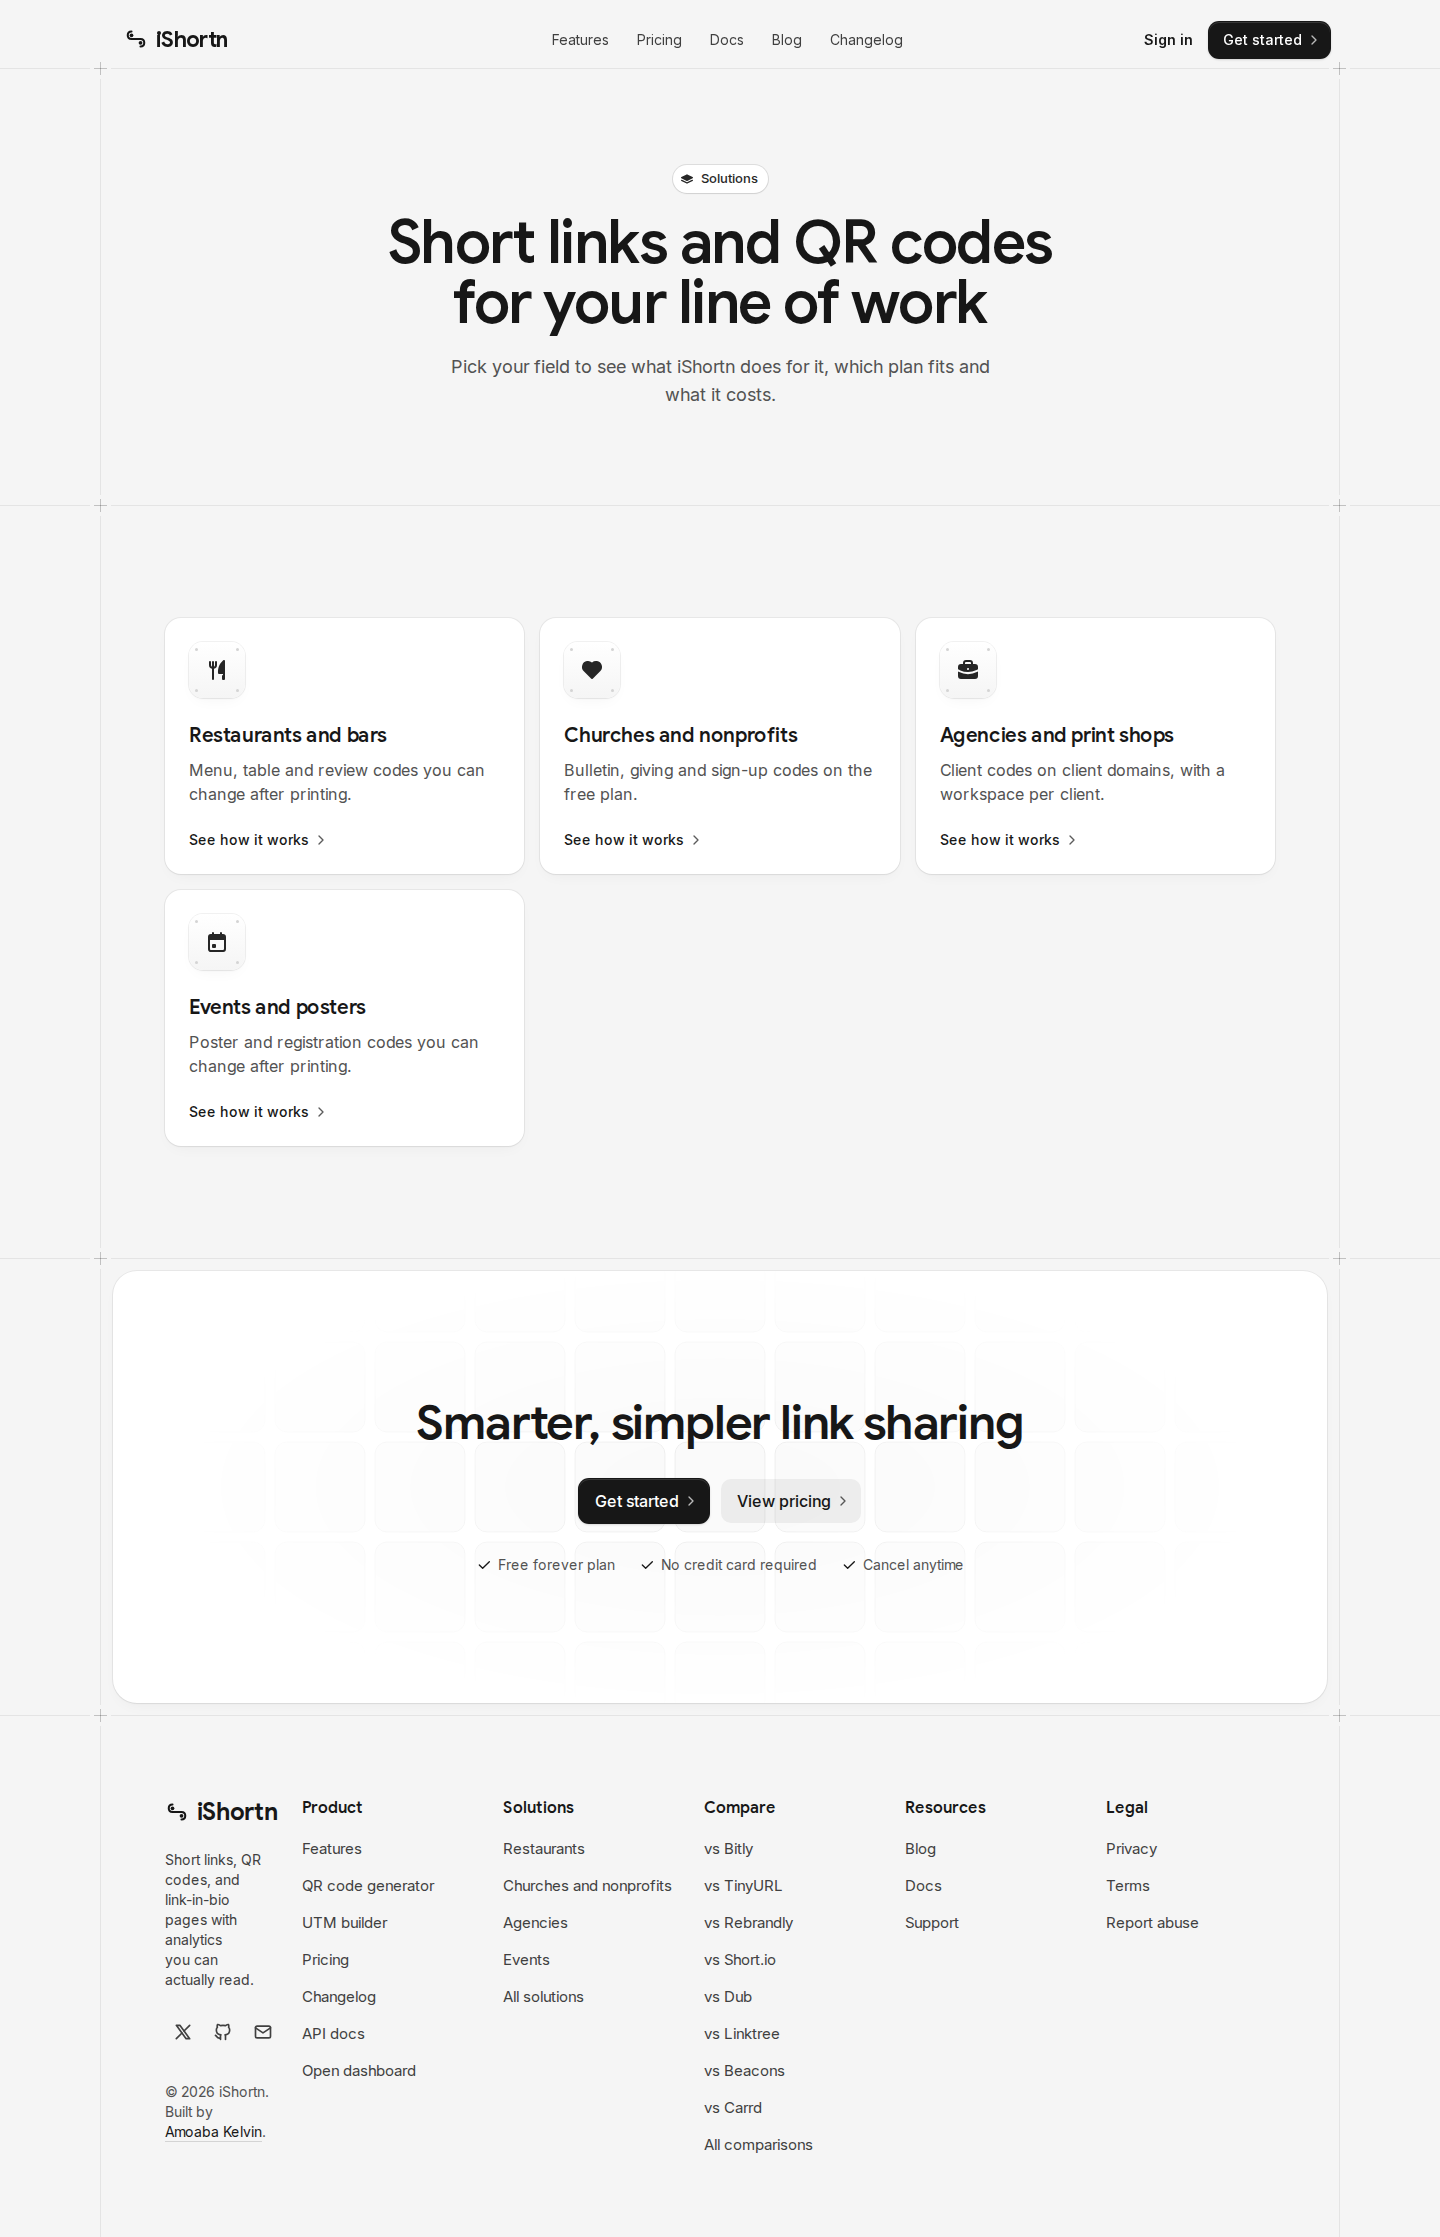 iShortn
Features
Pricing
Docs
Blog
Changelog
Sign in
Get started
Solutions
Short links and QR codes
for your line of work
Pick your field to see what iShortn does for it, which plan fits and
what it costs.
Restaurants and bars
Menu, table and review codes you can
change after printing.
See how it works
Churches and nonprofits
Bulletin, giving and sign-up codes on the
free plan.
See how it works
Agencies and print shops
Client codes on client domains, with a
workspace per client.
See how it works
Events and posters
Poster and registration codes you can
change after printing.
See how it works
Smarter, simpler link sharing
Get started
View pricing
Free forever plan
No credit card required
Cancel anytime
iShortn
Short links, QR
codes, and
link-in-bio
pages with
analytics
you can
actually read.
© 2026 iShortn.
Built by
Amoaba Kelvin.
Product
Features
QR code generator
UTM builder
Pricing
Changelog
API docs
Open dashboard
Solutions
Restaurants
Churches and nonprofits
Agencies
Events
All solutions
Compare
vs Bitly
vs TinyURL
vs Rebrandly
vs Short.io
vs Dub
vs Linktree
vs Beacons
vs Carrd
All comparisons
Resources
Blog
Docs
Support
Legal
Privacy
Terms
Report abuse